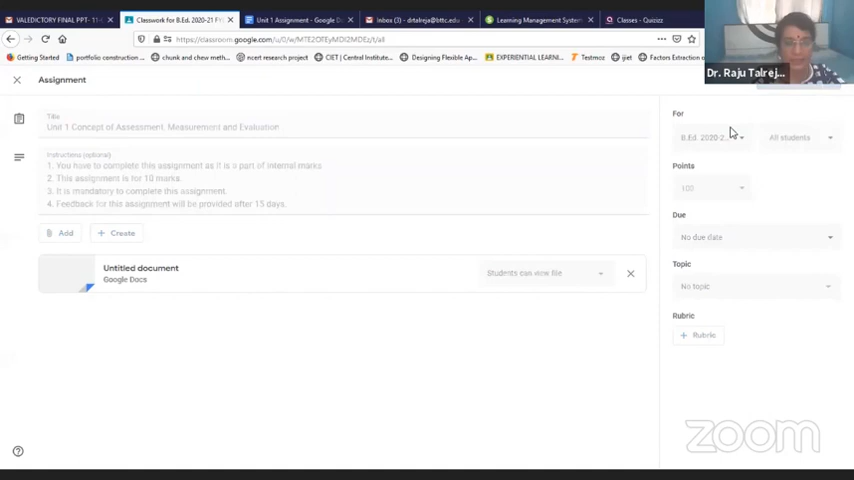 VALEDICTORY FINAL PPT- 11-
Classwork for B.Ed. 2020-21 FY
Unit 1 Assignment - Google Do
Inbox (6) - drtalreja@bttc.edu
Learning Management System
Classes - Quizizz
https://classroom.google.com/u/0/w/MTE2OTEyMDI2MDEz/t/all
Getting Started
portfolio construction
chunk and chew method...
ncert research project
CIET | Central Institute...
Designing Flexible Ap...
EXPERIENTIAL LEARNI...
Testmoz
ijiet
Factors Extraction o
Dr. Raju Talrej...
Assignment
Title
Unit 1 Concept of Assessment, Measurement and Evaluation
Instructions (optional)
1. You have to complete this assignment as it is a part of internal marks
2. This assignment is for 10 marks.
3. It is mandatory to complete this assignment.
4. Feedback for this assignment will be provided after 15 days.
Add
+ Create
Untitled document
Google Docs
Students can view file
For
B.Ed. 2020-2...
All students
Points
100
Due
No due date
Topic
No topic
Rubric
+ Rubric
zoom